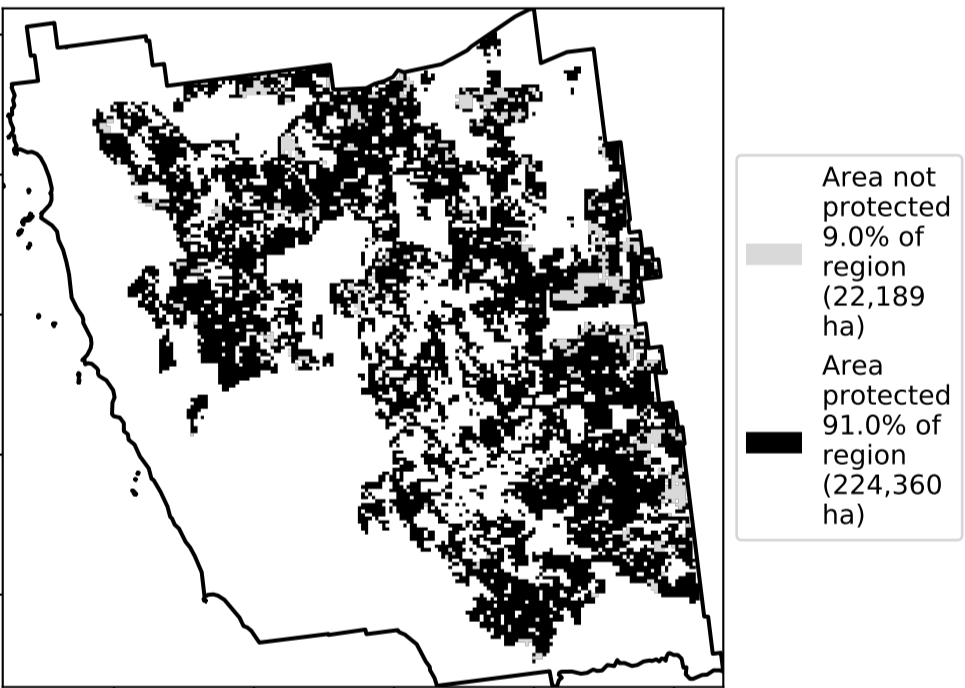 Area not
protected
9.0% of
region
(22,189
ha)
Area
protected
91.0% of
region
(224,360
ha)